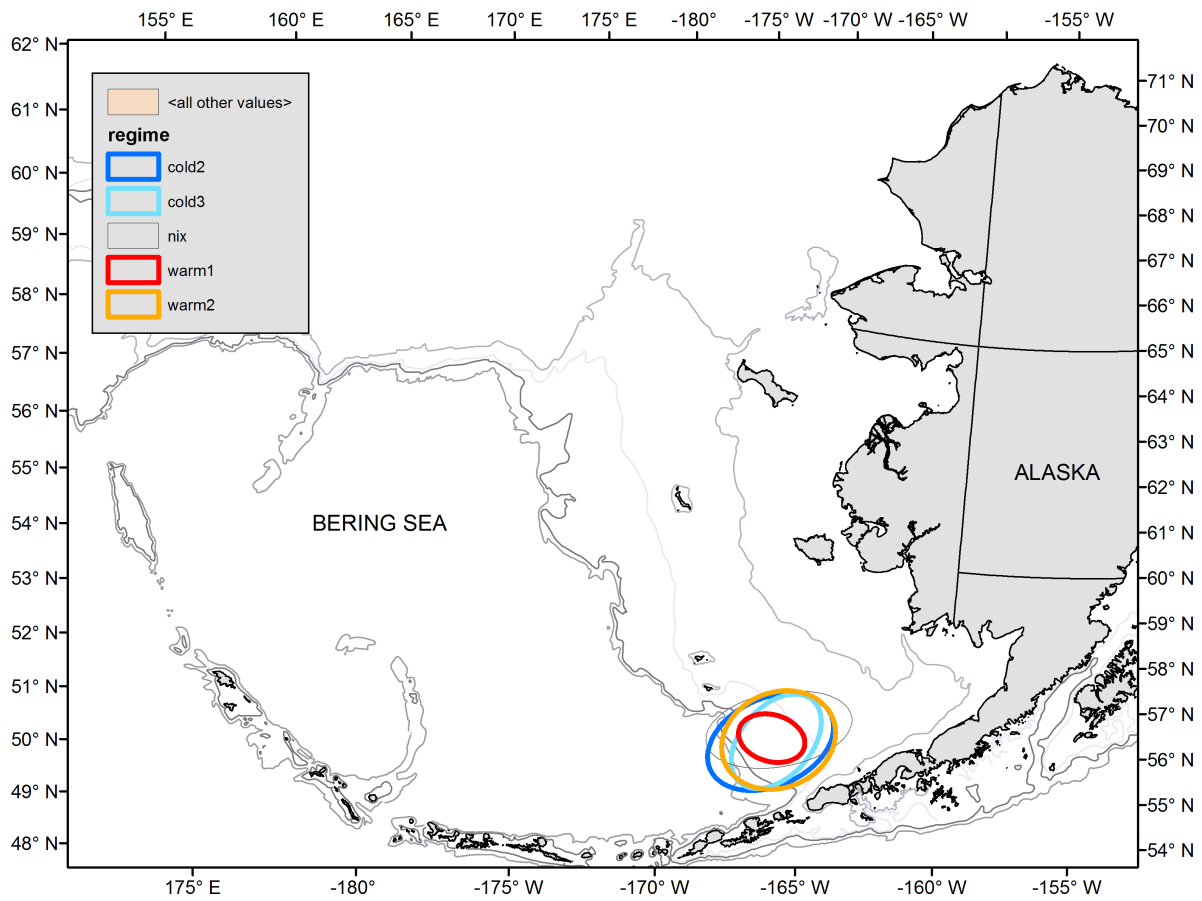 155° E 160° E 165° E 170° E 175° E -180° -175° W -170° W -165° W -155° W
62° N
61° N
60° N
59° N
58° N
57° N
56° N
55° N
54° N
53° N
52° N
51° N
50° N
49° N
48° N
<all other values>
regime
cold2
cold3
nix
warm1
warm2
BERING SEA
ALASKA
71° N
70° N
69° N
68° N
67° N
66° N
65° N
64° N
63° N
62° N
61° N
60° N
59° N
58° N
57° N
56° N
55° N
54° N
175° E -180° -175° W -170° W -165° W -160° W -155° W